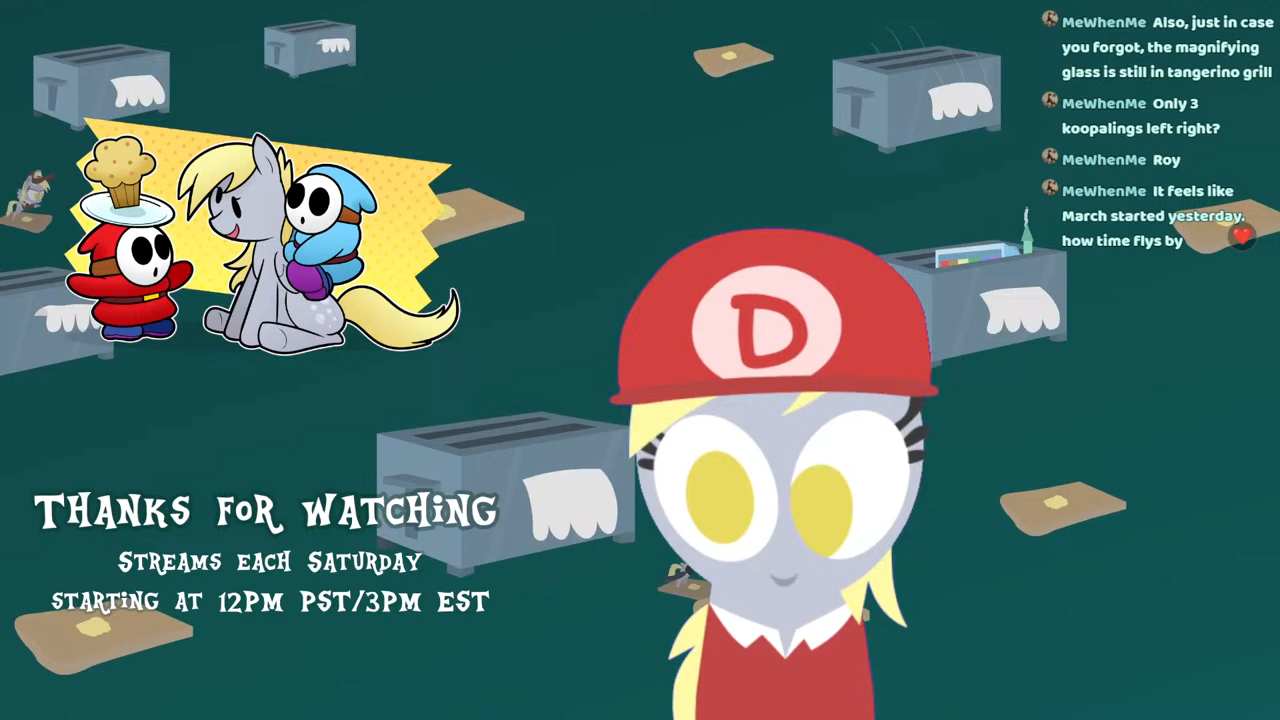 MeWhenMe Also, just in case
you forgot, the magnifying
glass is still in tangerino grill
MeWhenMe Only 3
koopalings left right?
MeWhenMe Roy
MeWhenMe It feels like
March started yesterday.
how time flys by
D
THANKS FOR WATCHING
STREAMS EACH SATURDAY
STARTING AT 12PM PST/3PM EST